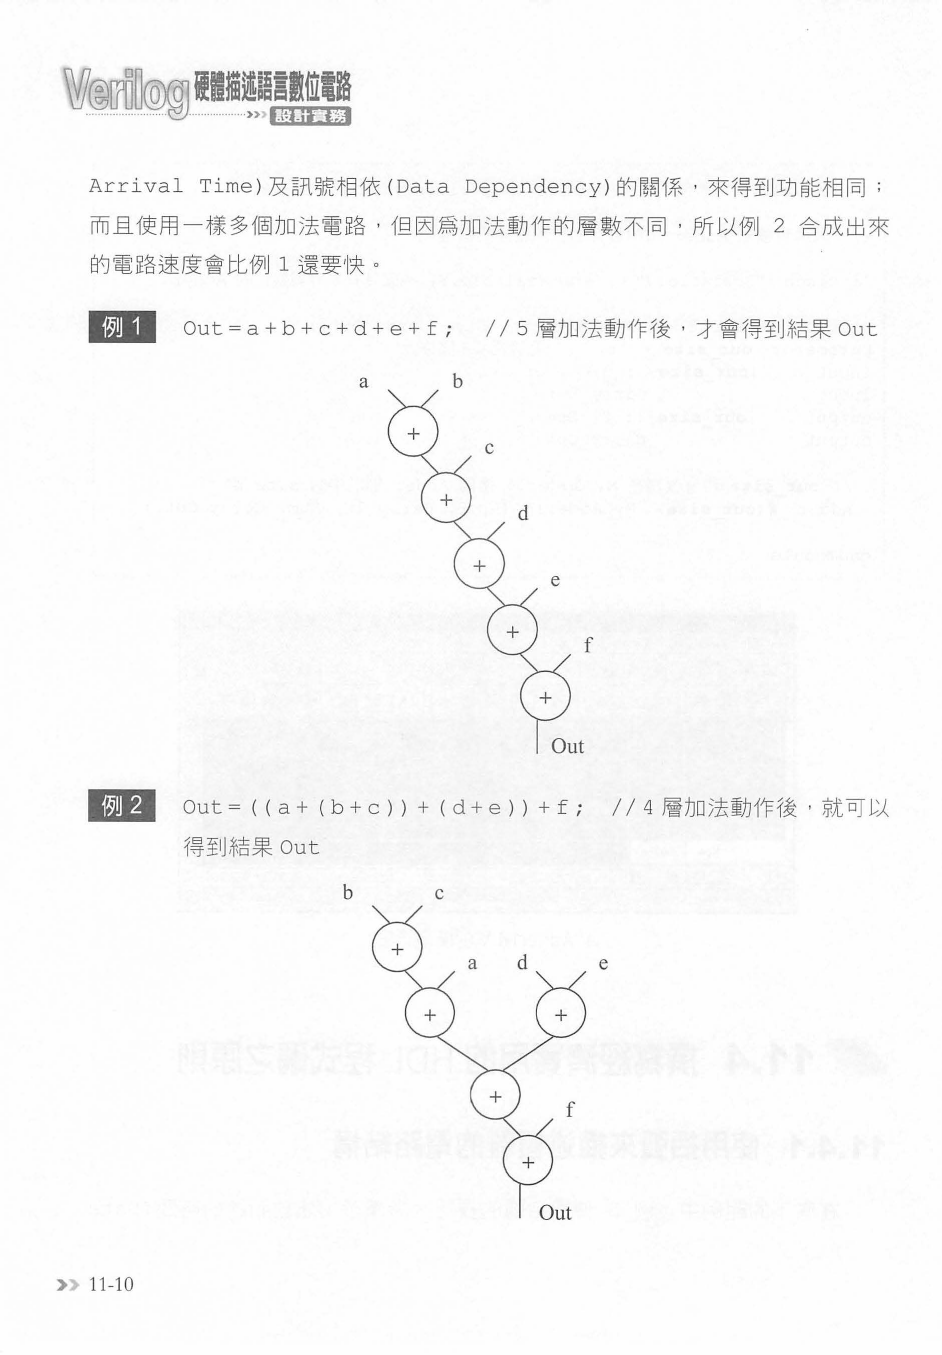 Verilog 硬體描述語言數位電路
設計實務
Arrival Time)及訊號相依(Data Dependency)的關係，來得到功能相同；
而且使用一樣多個加法電路，但因為加法動作的層數不同，所以例 2 合成出來
的電路速度會比例 1 還要快。
例 1 Out=a+b+c+d+e+f; //5 層加法動作後，才會得到結果 Out
a b
+
c
+
d
+
e
+
f
+
Out
例 2 Out=((a+(b+c))+(d+e))+f; //4 層加法動作後，就可以
得到結果 Out
b c
+
a d e
+ +
+
f
+
Out
11-10